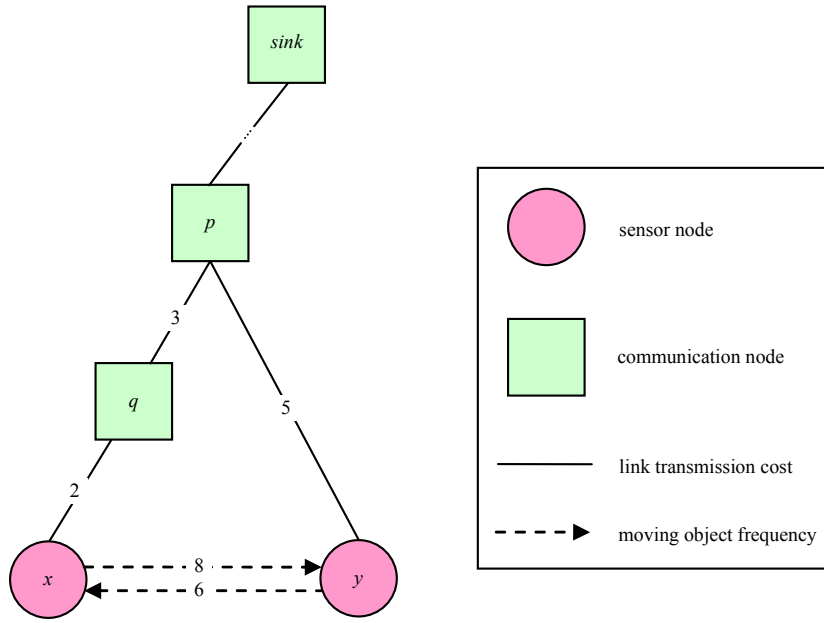 sink
p
3
q
5
2
x
8
6
y
sensor node
communication node
link transmission cost
moving object frequency